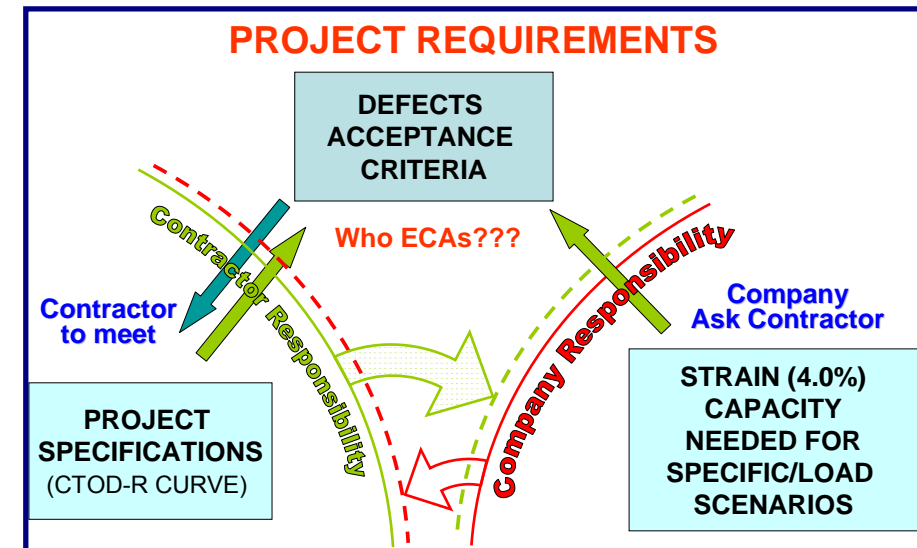 PROJECT REQUIREMENTS
DEFECTS
ACCEPTANCE
CRITERIA
Who ECAs???
Contractor Responsibility
Company Responsibility
Contractor
to meet
Company
Ask Contractor
PROJECT
SPECIFICATIONS
(CTOD-R CURVE)
STRAIN (4.0%)
CAPACITY
NEEDED FOR
SPECIFIC/LOAD
SCENARIOS